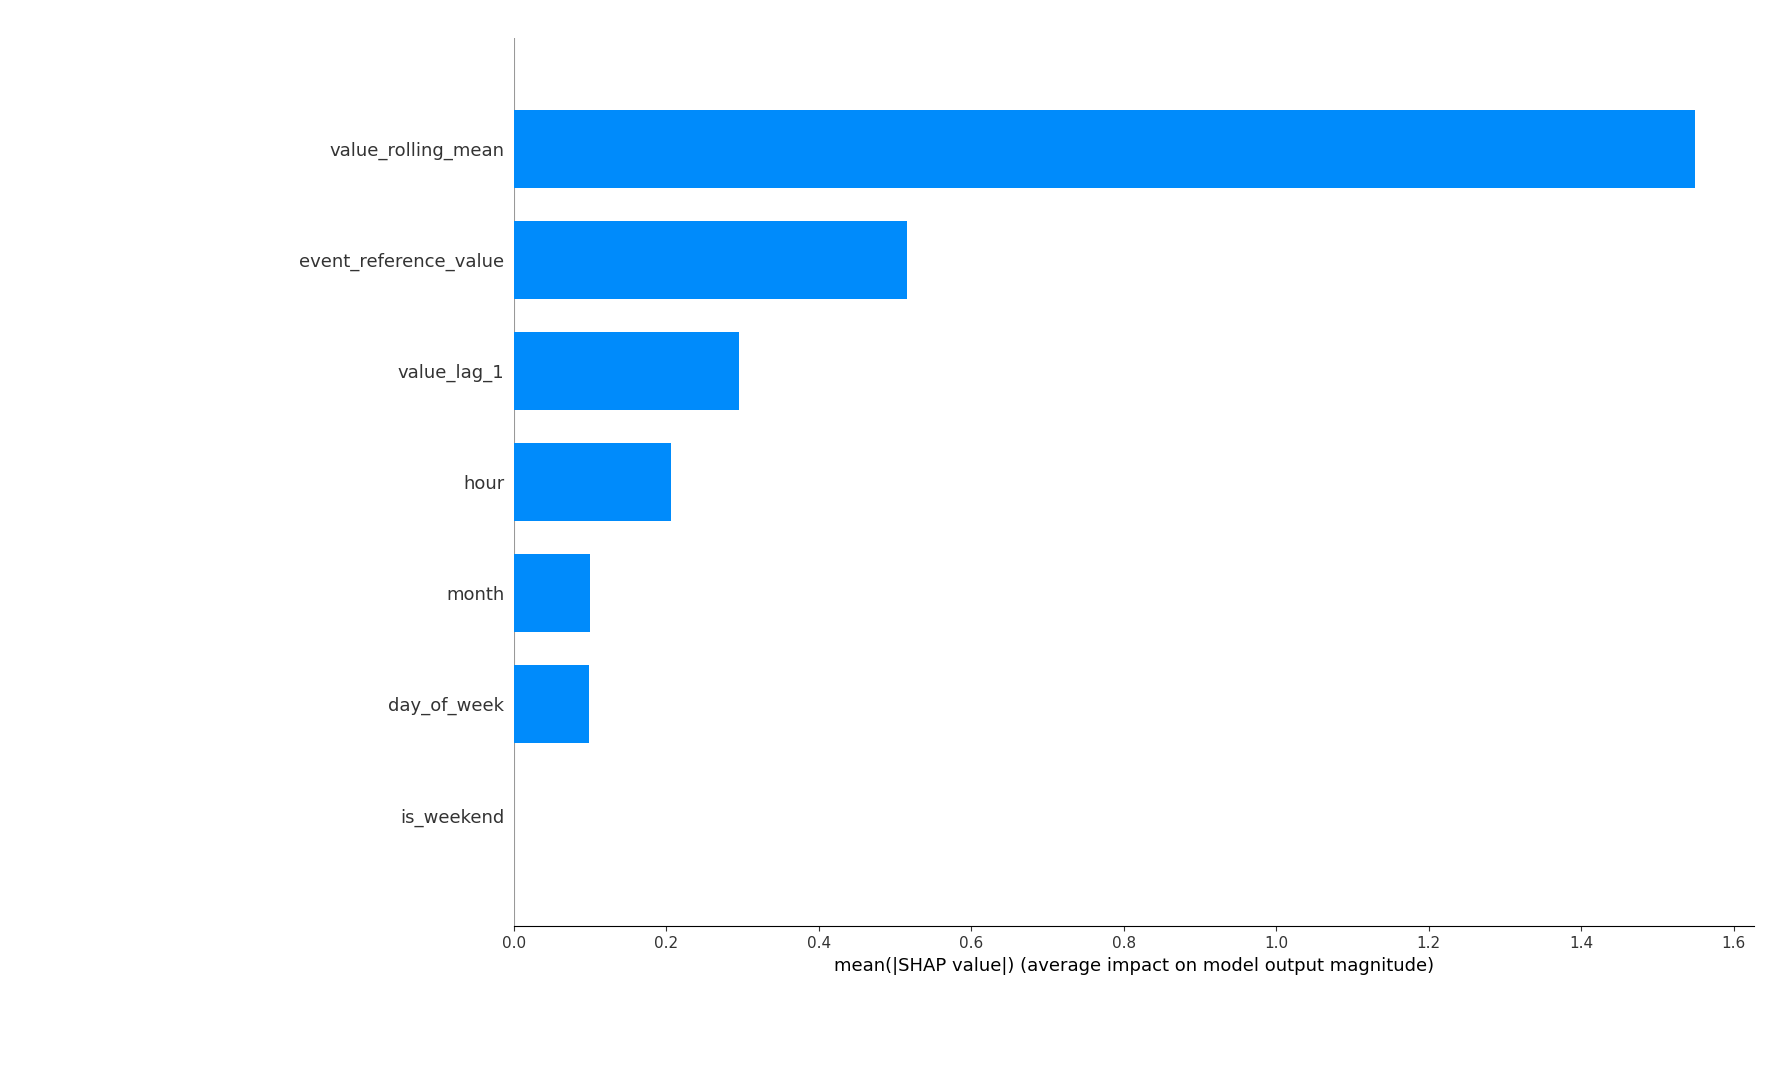 value_rolling_mean
event_reference_value
value_lag_1
hour
month
day_of_week
is_weekend
0.0 0.2 0.4 0.6 0.8 1.0 1.2 1.4 1.6
mean(|SHAP value|) (average impact on model output magnitude)